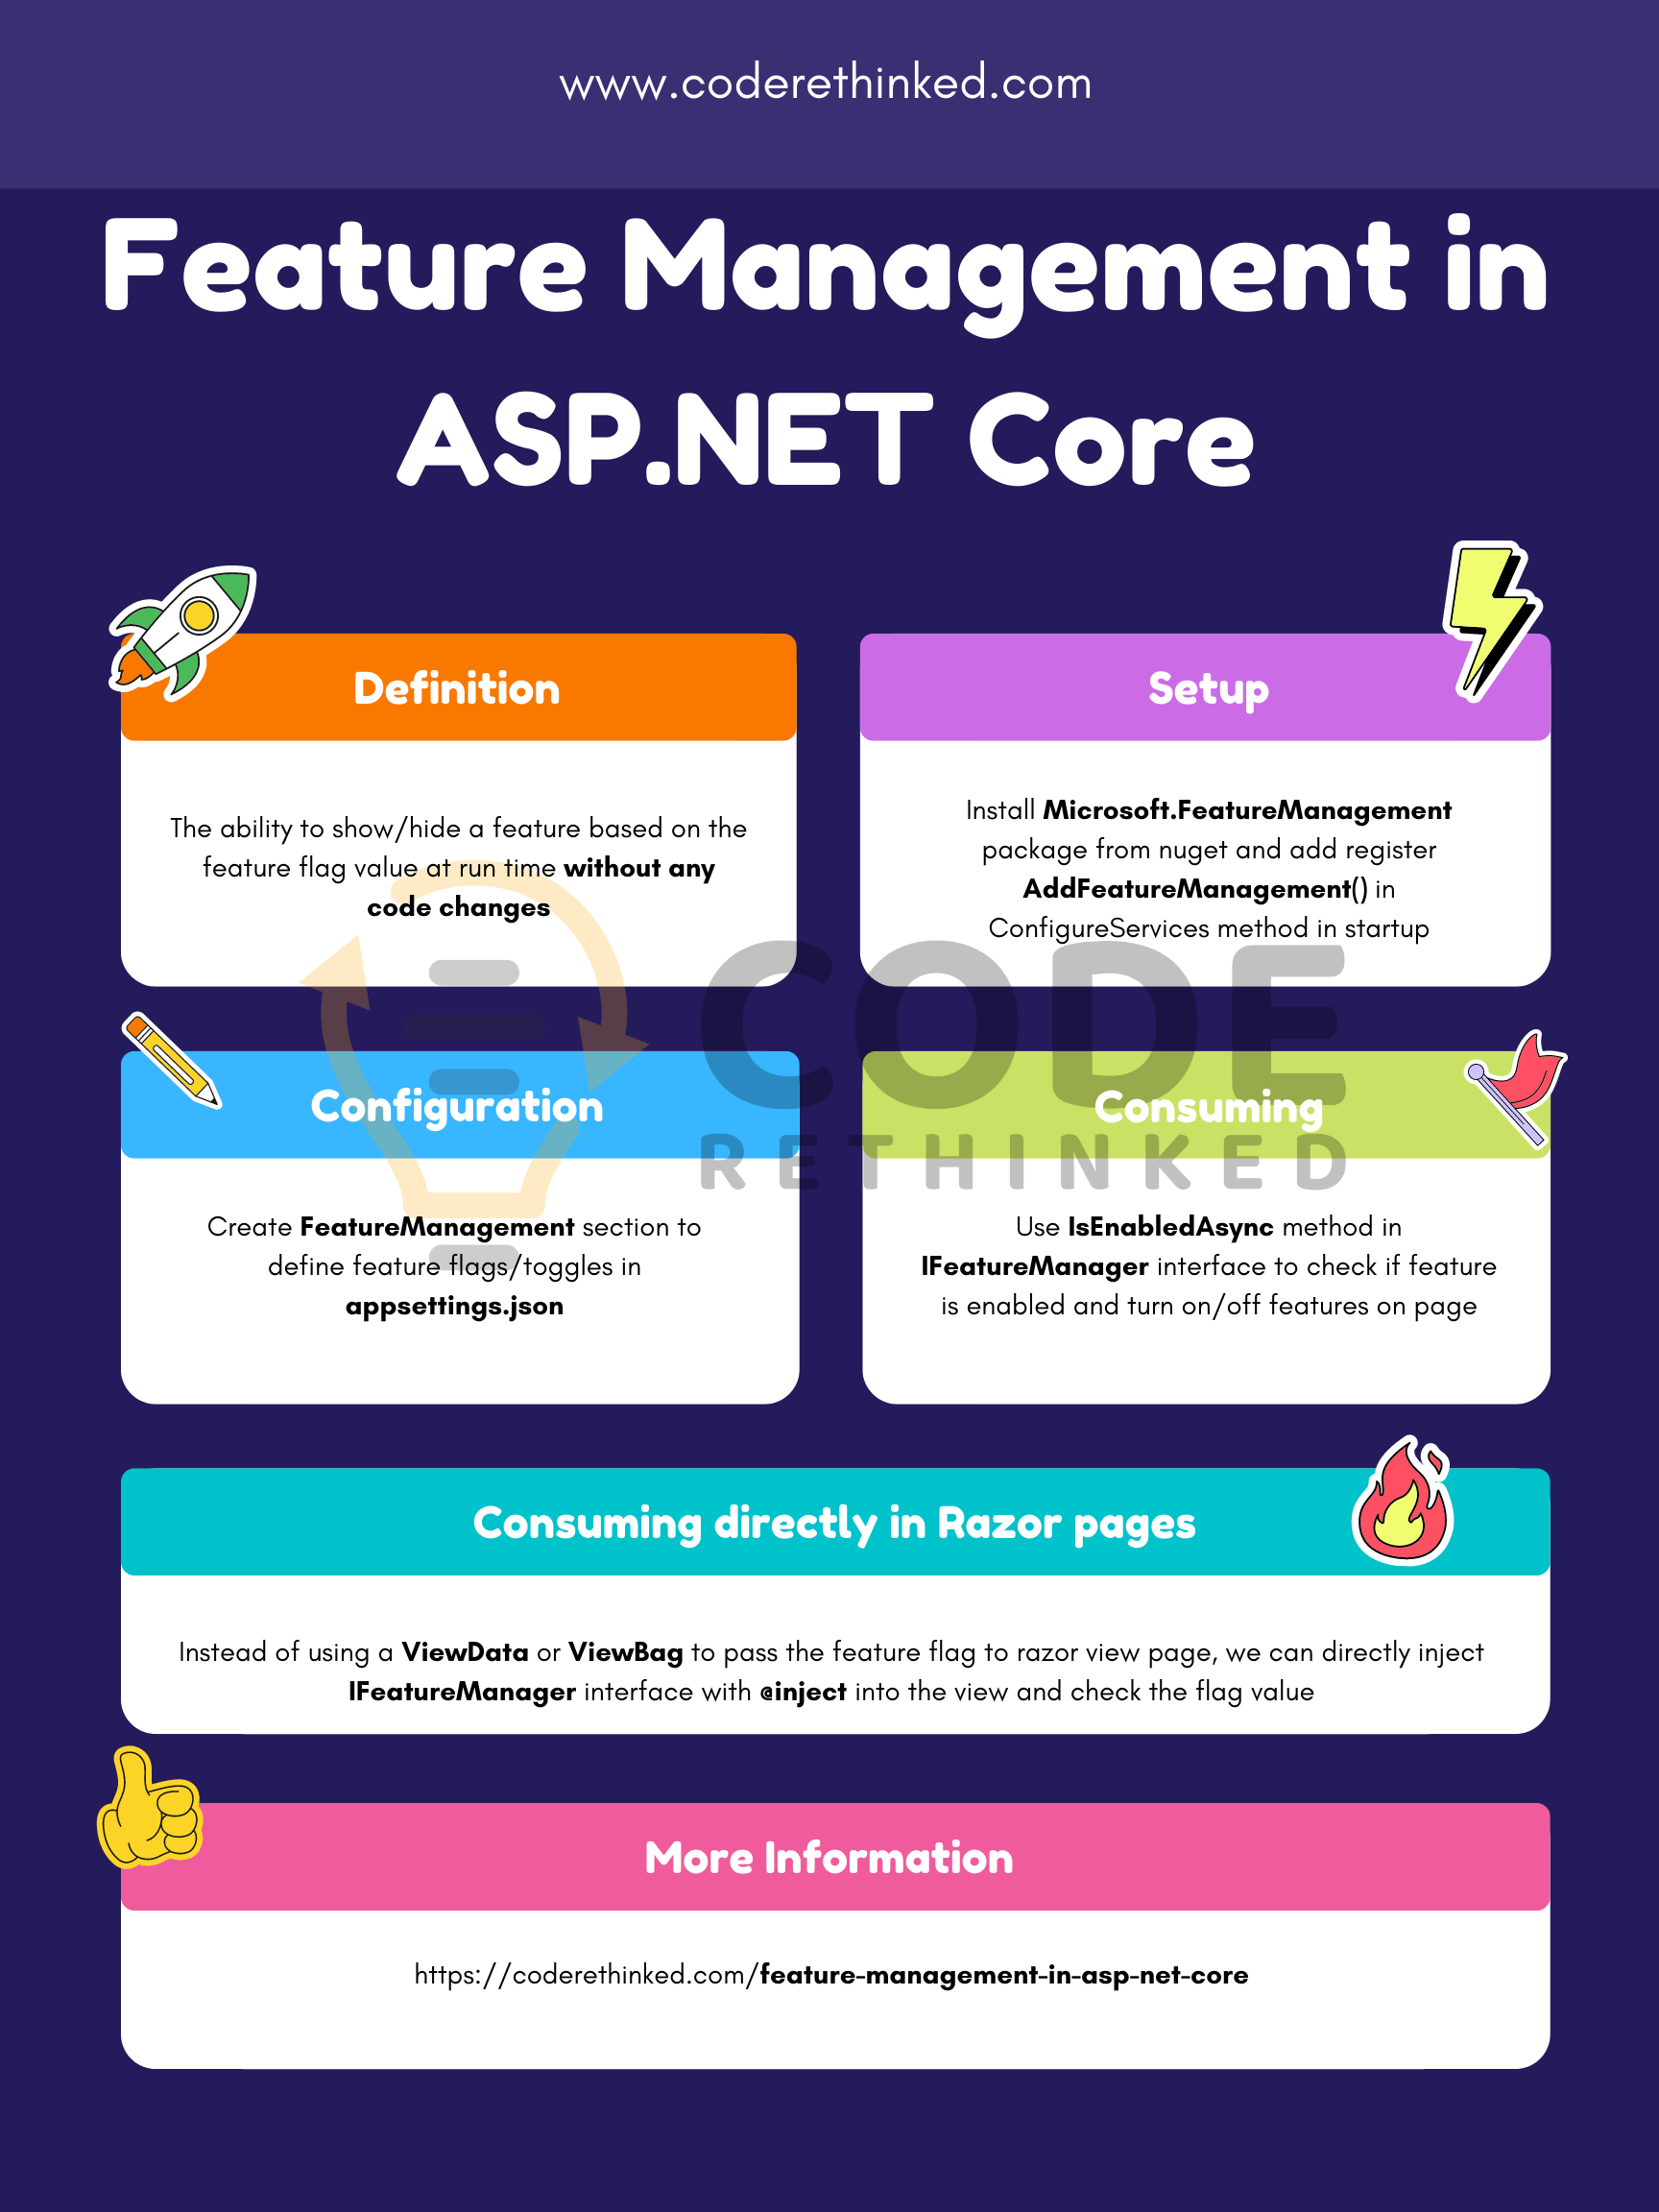 www.coderethinked.com
Feature Management in
ASP.NET Core
Definition
The ability to show/hide a feature based on the
feature flag value at run time without any
code changes
Setup
Install Microsoft.FeatureManagement
package from nuget and add register
AddFeatureManagement() in
ConfigureServices method in startup
CODE
RETHINKED
Configuration
Create FeatureManagement section to
define feature flags/toggles in
appsettings.json
Consuming
Use IsEnabledAsync method in
IFeatureManager interface to check if feature
is enabled and turn on/off features on page
Consuming directly in Razor pages
Instead of using a ViewData or ViewBag to pass the feature flag to razor view page, we can directly inject
IFeatureManager interface with @inject into the view and check the flag value
More Information
https://coderethinked.com/feature-management-in-asp-net-core